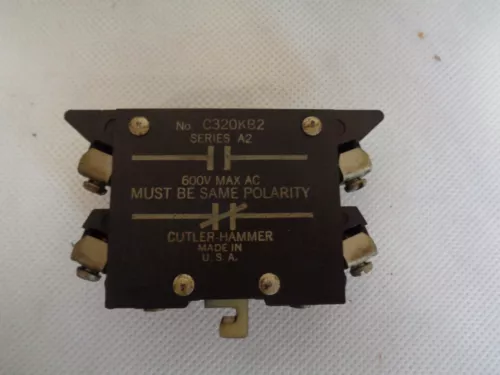 No. C320KB2
SERIES A2
600V MAX AC
MUST BE SAME POLARITY
CUTLER-HAMMER
MADE IN
U.S.A.